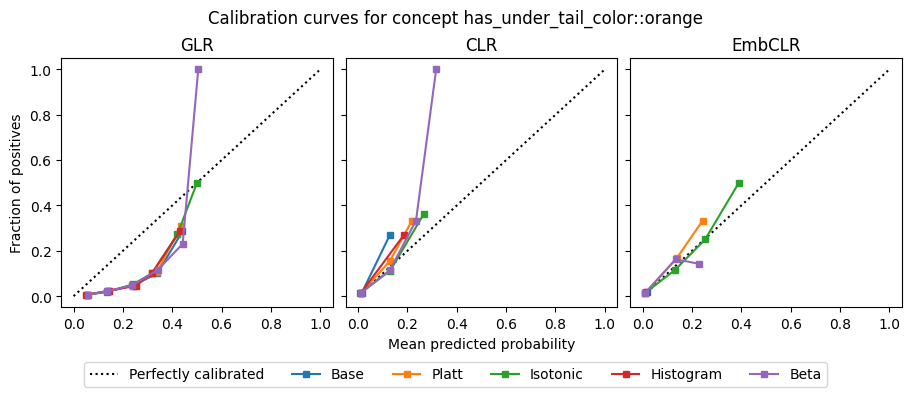 Calibration curves for concept has_under_tail_color::orange
GLR
CLR
EmbCLR
Fraction of positives
1.0
0.8
0.6
0.4
0.2
0.0
0.0 0.2 0.4 0.6 0.8 1.0
0.0 0.2 0.4 0.6 0.8 1.0
0.0 0.2 0.4 0.6 0.8 1.0
Mean predicted probability
Perfectly calibrated Base Platt Isotonic Histogram Beta